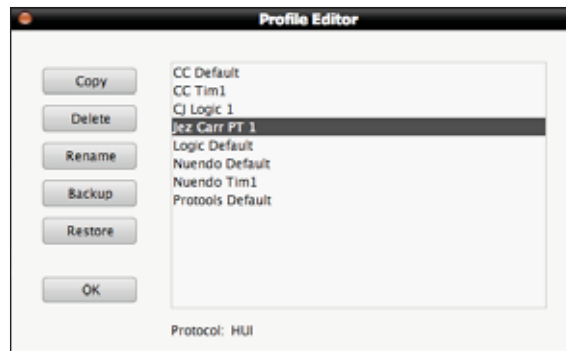 Profile Editor
Copy
Delete
Rename
Backup
Restore
OK
CC Default
CC Tim1
CJ Logic 1
Jez Carr PT 1
Logic Default
Nuendo Default
Nuendo Tim1
Protools Default
Protocol: HUI